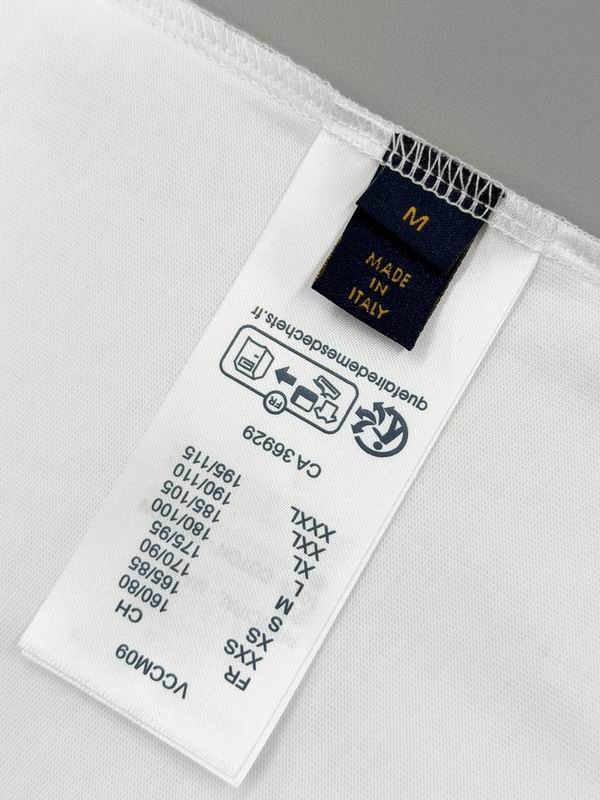 M
MADE
IN
ITALY
VCCM09
FR CH
XXS 160/80
XS 165/85
S 170/90
M 175/95
L 180/100
XL 185/105
XXL 190/110
XXXL 195/115
CA 36929
FR
quefairedemesdechets.fr